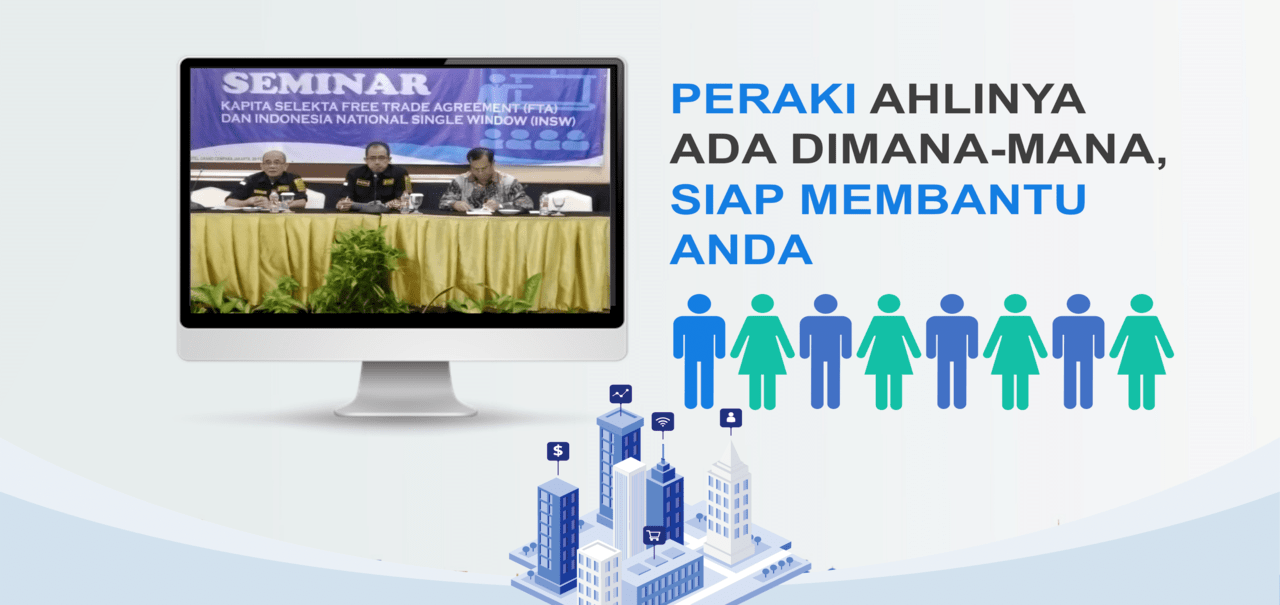 SEMINAR
KAPITA SELEKTA FREE TRADE AGREEMENT (FTA)
DAN INDONESIA NATIONAL SINGLE WINDOW (INSW)
PERAKI AHLINYA
ADA DIMANA-MANA,
SIAP MEMBANTU
ANDA
$